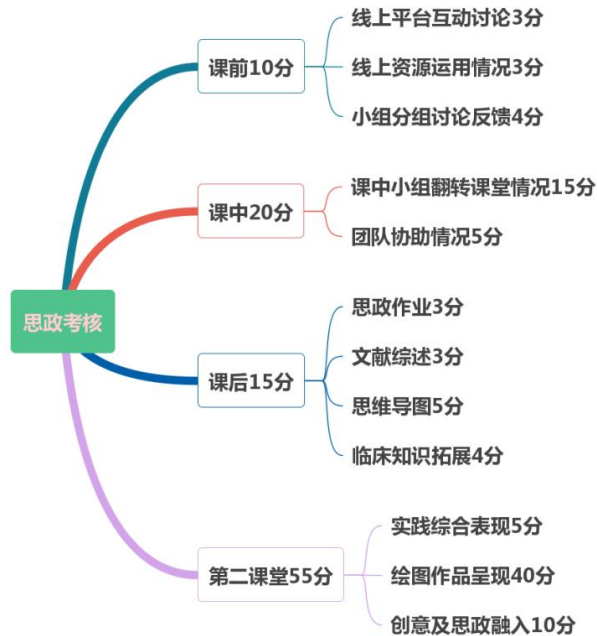 思政考核
课前10分
线上平台互动讨论3分
线上资源运用情况3分
小组分组讨论反馈4分
课中20分
课中小组翻转课堂情况15分
团队协助情况5分
课后15分
思政作业3分
文献综述3分
思维导图5分
临床知识拓展4分
第二课堂55分
实践综合表现5分
绘图作品呈现40分
创意及思政融入10分